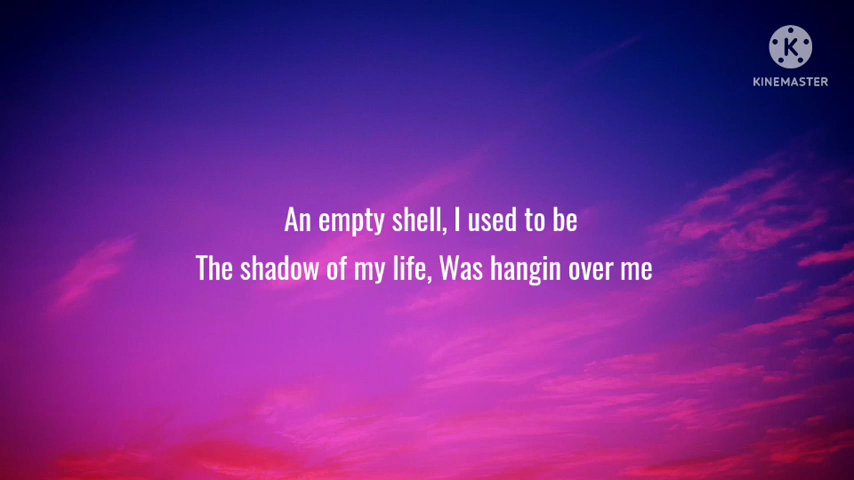 KINEMASTER
An empty shell, I used to be
The shadow of my life, Was hangin over me